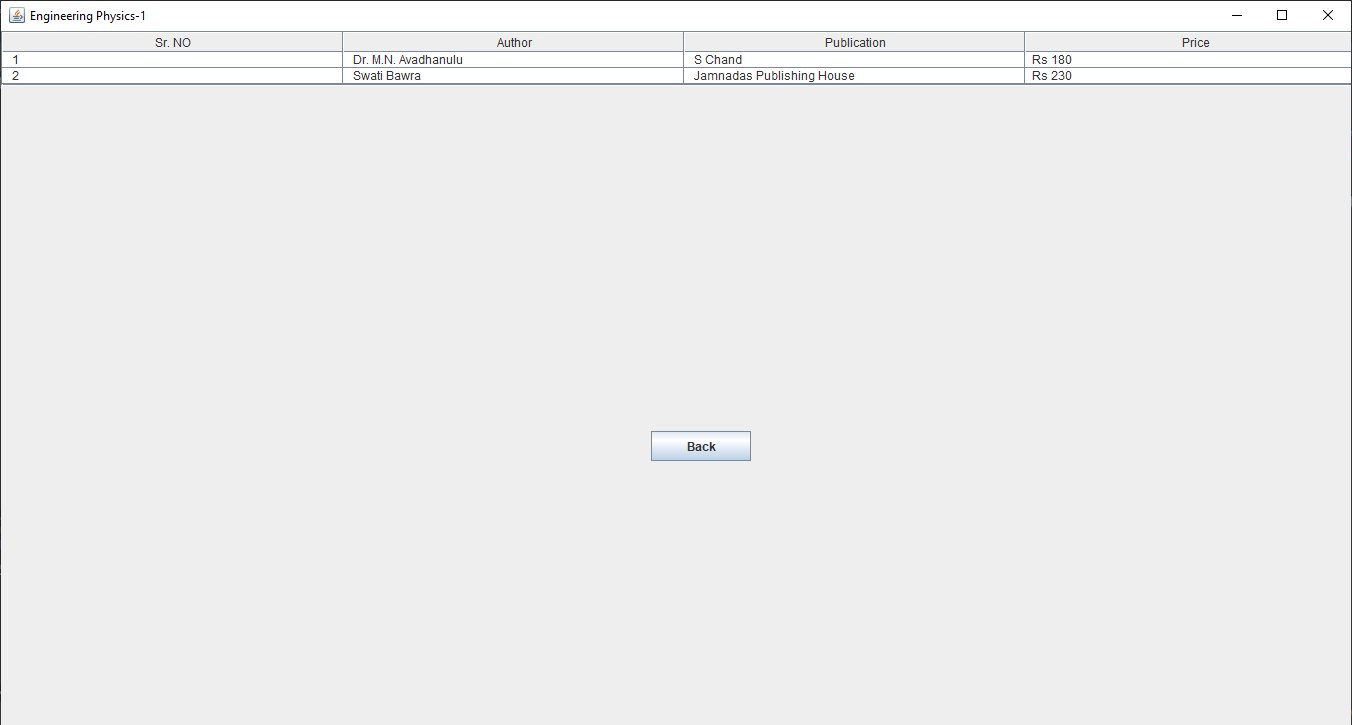 Engineering Physics-1
Sr. NO Author Publication Price
1 Dr. M.N. Avadhanulu S Chand Rs 180
2 Swati Bawra Jamnadas Publishing House Rs 230
Back